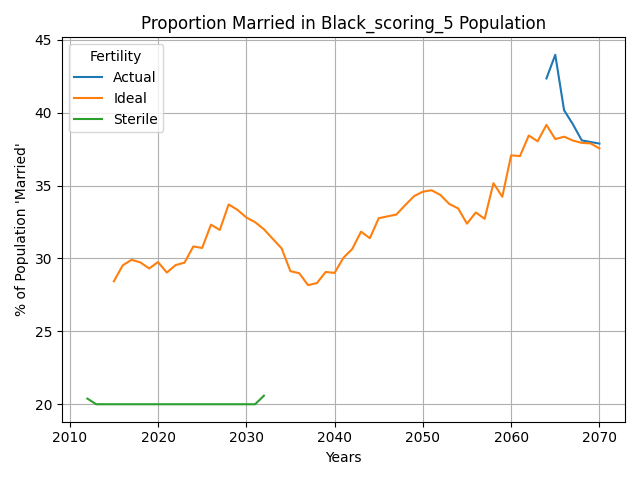 Proportion Married in Black_scoring_5 Population
% of Population 'Married'
45
40
35
30
25
20
Fertility
Actual
Ideal
Sterile
2010 2020 2030 2040 2050 2060 2070
Years